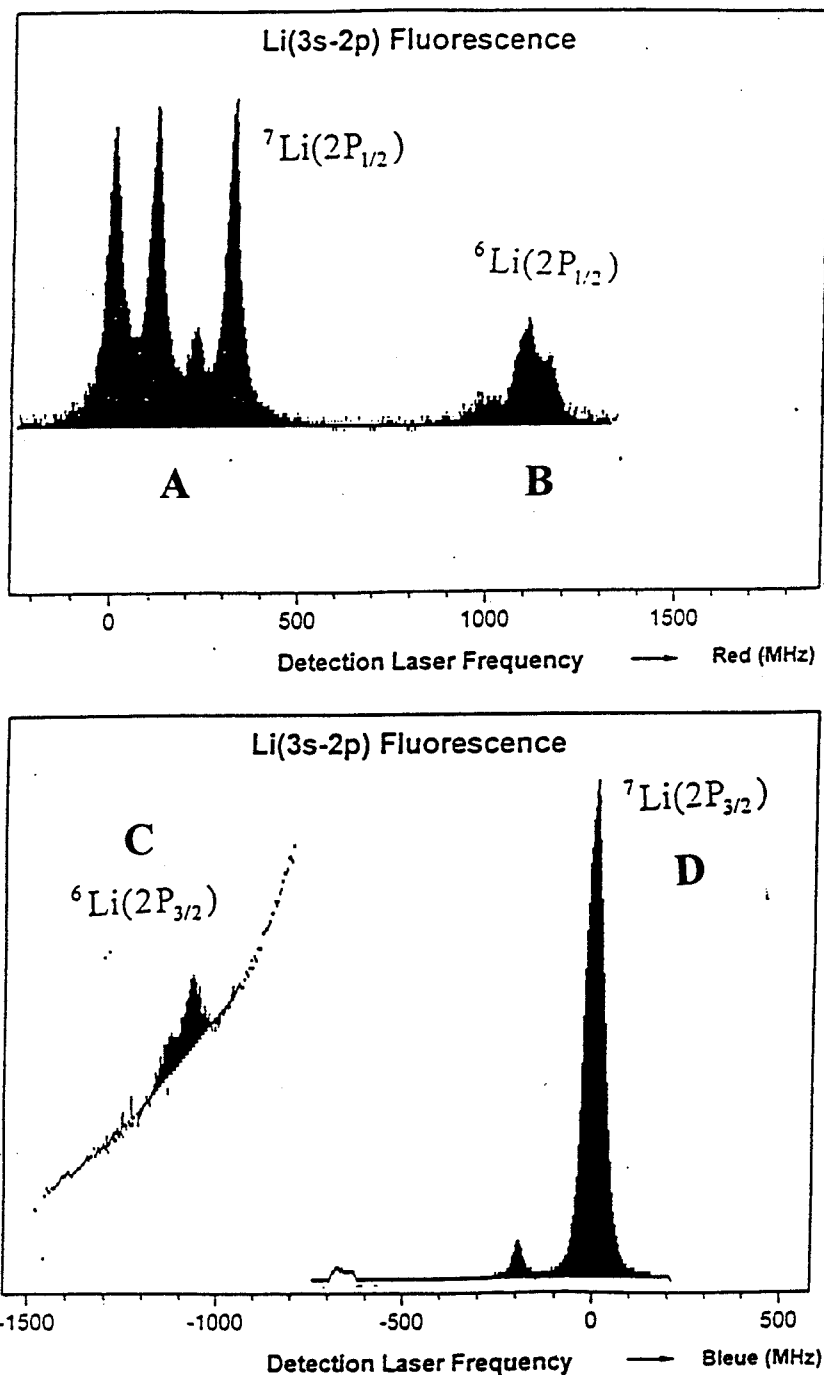 Li(3s-2p) Fluorescence
⁷Li(2P₁/₂)
⁶Li(2P₁/₂)
A
B
0 500 1000 1500
Detection Laser Frequency → Red (MHz)
Li(3s-2p) Fluorescence
⁷Li(2P₃/₂)
C
D
⁶Li(2P₃/₂)
-1500 -1000 -500 0 500
Detection Laser Frequency → Bleue (MHz)